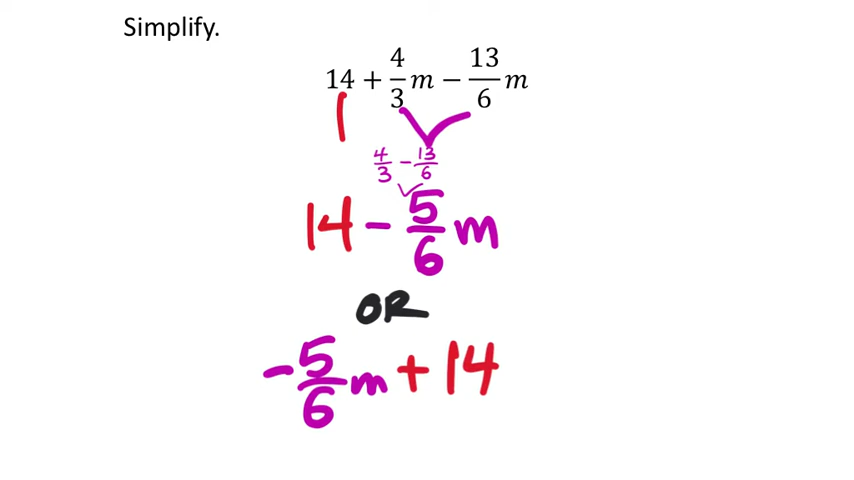 Simplify.
14 + 4/3 m − 13/6 m
4/3 − 13/6
14 − 5/6 m
OR
−5/6 m + 14